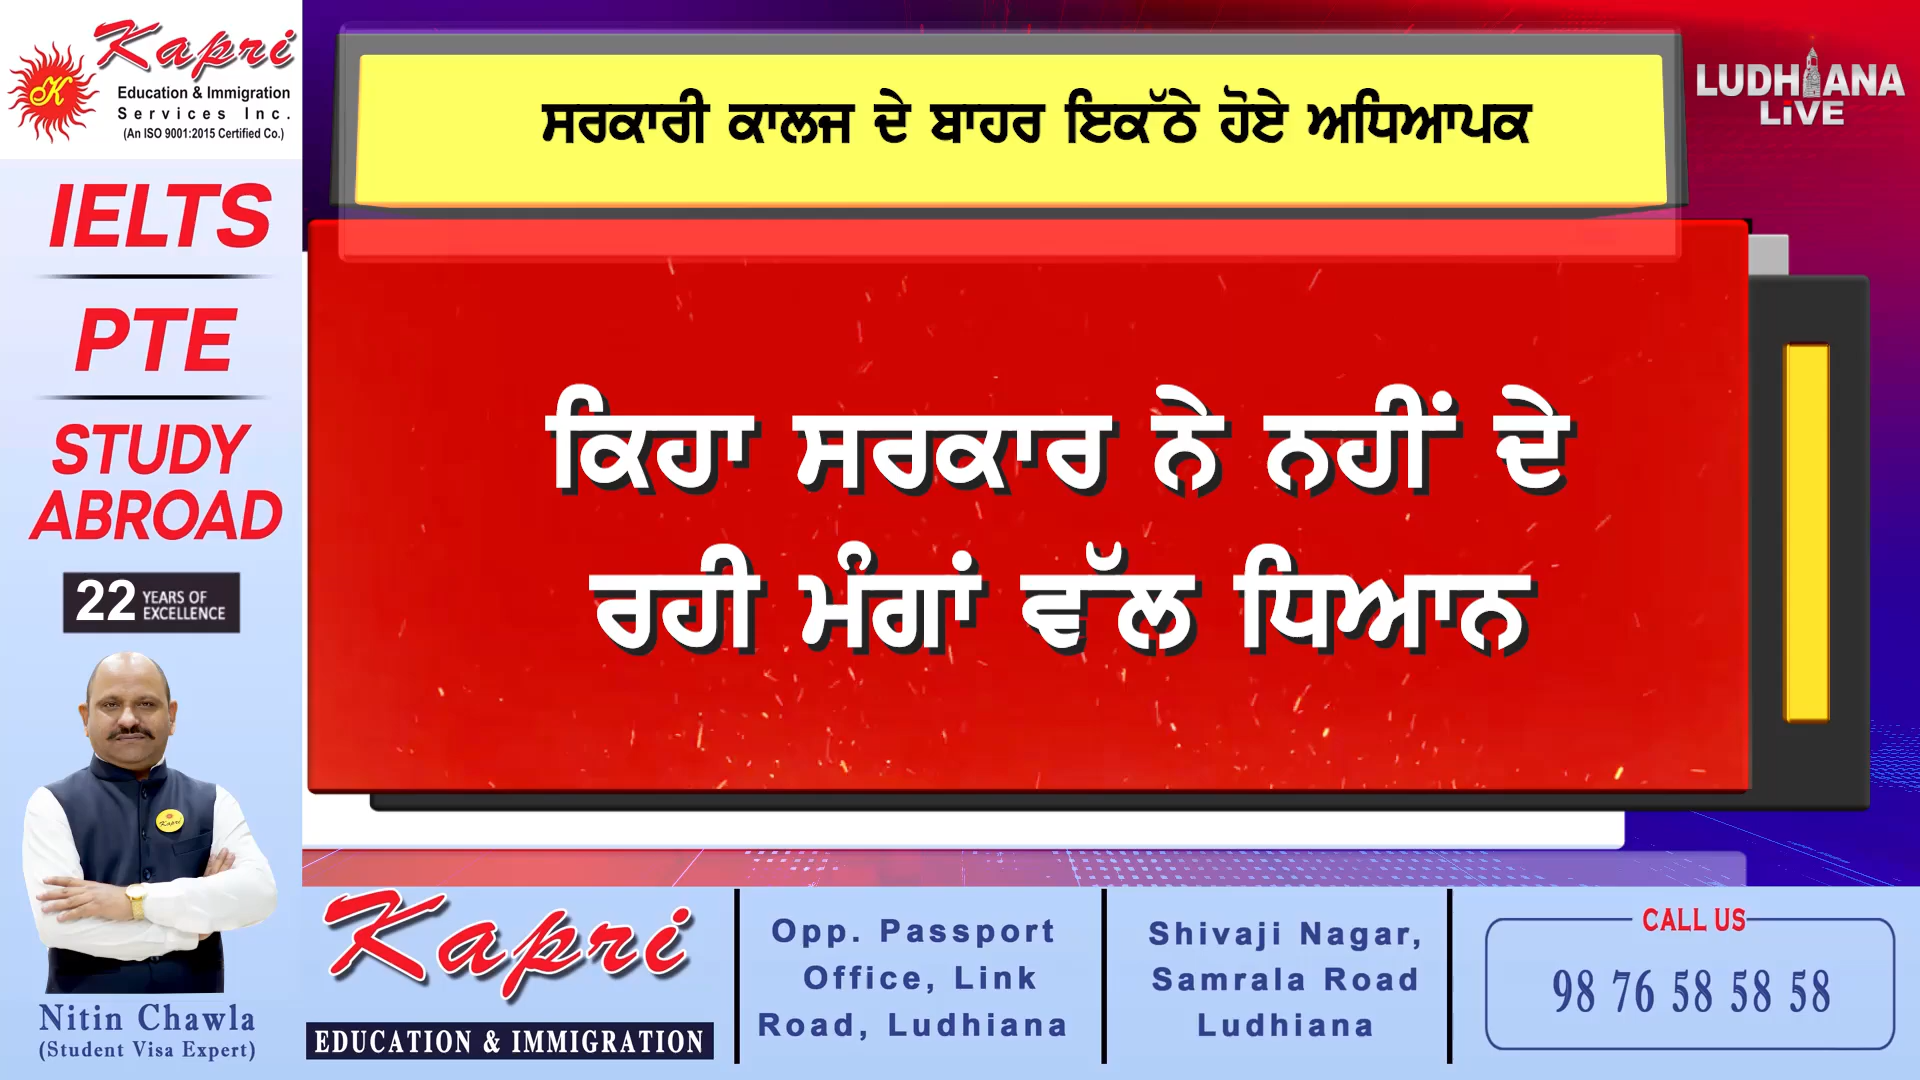 Kapri
Education & Immigration
Services Inc.
(An ISO 9001:2015 Certified Co.)
IELTS
PTE
STUDY
ABROAD
22 YEARS OF
EXCELLENCE
Kapri
Nitin Chawla
(Student Visa Expert)
ਸਰਕਾਰੀ ਕਾਲਜ ਦੇ ਬਾਹਰ ਇਕੱਠੇ ਹੋਏ ਅਧਿਆਪਕ
LUDHIANA
LiVE
ਕਿਹਾ ਸਰਕਾਰ ਨੇ ਨਹੀਂ ਦੇ
ਰਹੀ ਮੰਗਾਂ ਵੱਲ ਧਿਆਨ
Kapri
EDUCATION & IMMIGRATION
Opp. Passport
Office, Link
Road, Ludhiana
Shivaji Nagar,
Samrala Road
Ludhiana
CALL US
98 76 58 58 58